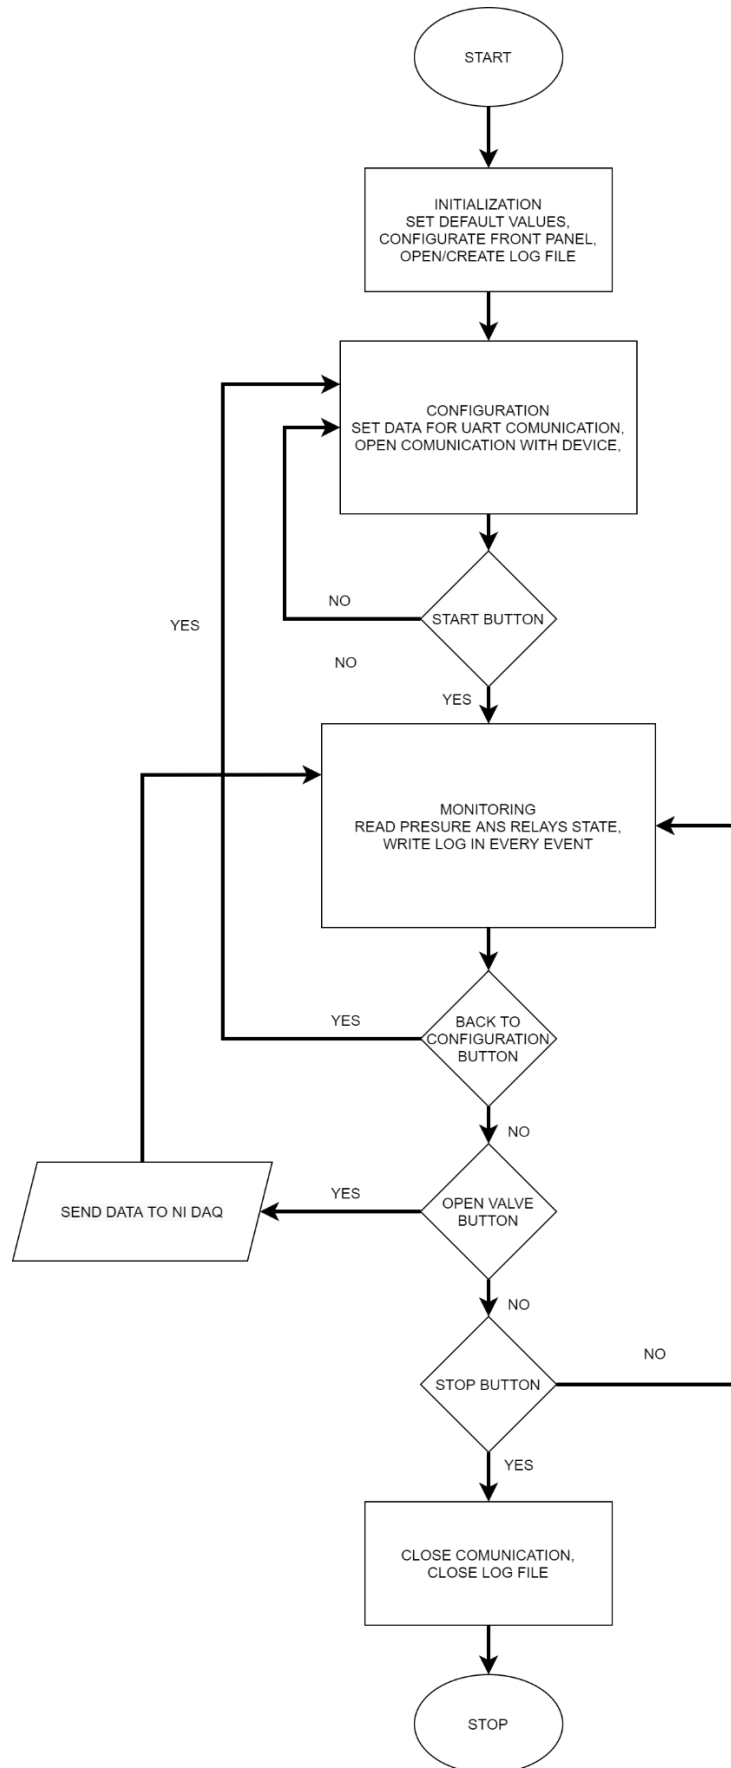 START
INITIALIZATION
SET DEFAULT VALUES,
CONFIGURATE FRONT PANEL,
OPEN/CREATE LOG FILE
CONFIGURATION
SET DATA FOR UART COMUNICATION,
OPEN COMUNICATION WITH DEVICE,
START BUTTON
NO
YES
NO
YES
MONITORING
READ PRESURE ANS RELAYS STATE,
WRITE LOG IN EVERY EVENT
BACK TO
CONFIGURATION
BUTTON
YES
NO
OPEN VALVE
BUTTON
YES
SEND DATA TO NI DAQ
NO
STOP BUTTON
NO
YES
CLOSE COMUNICATION,
CLOSE LOG FILE
STOP